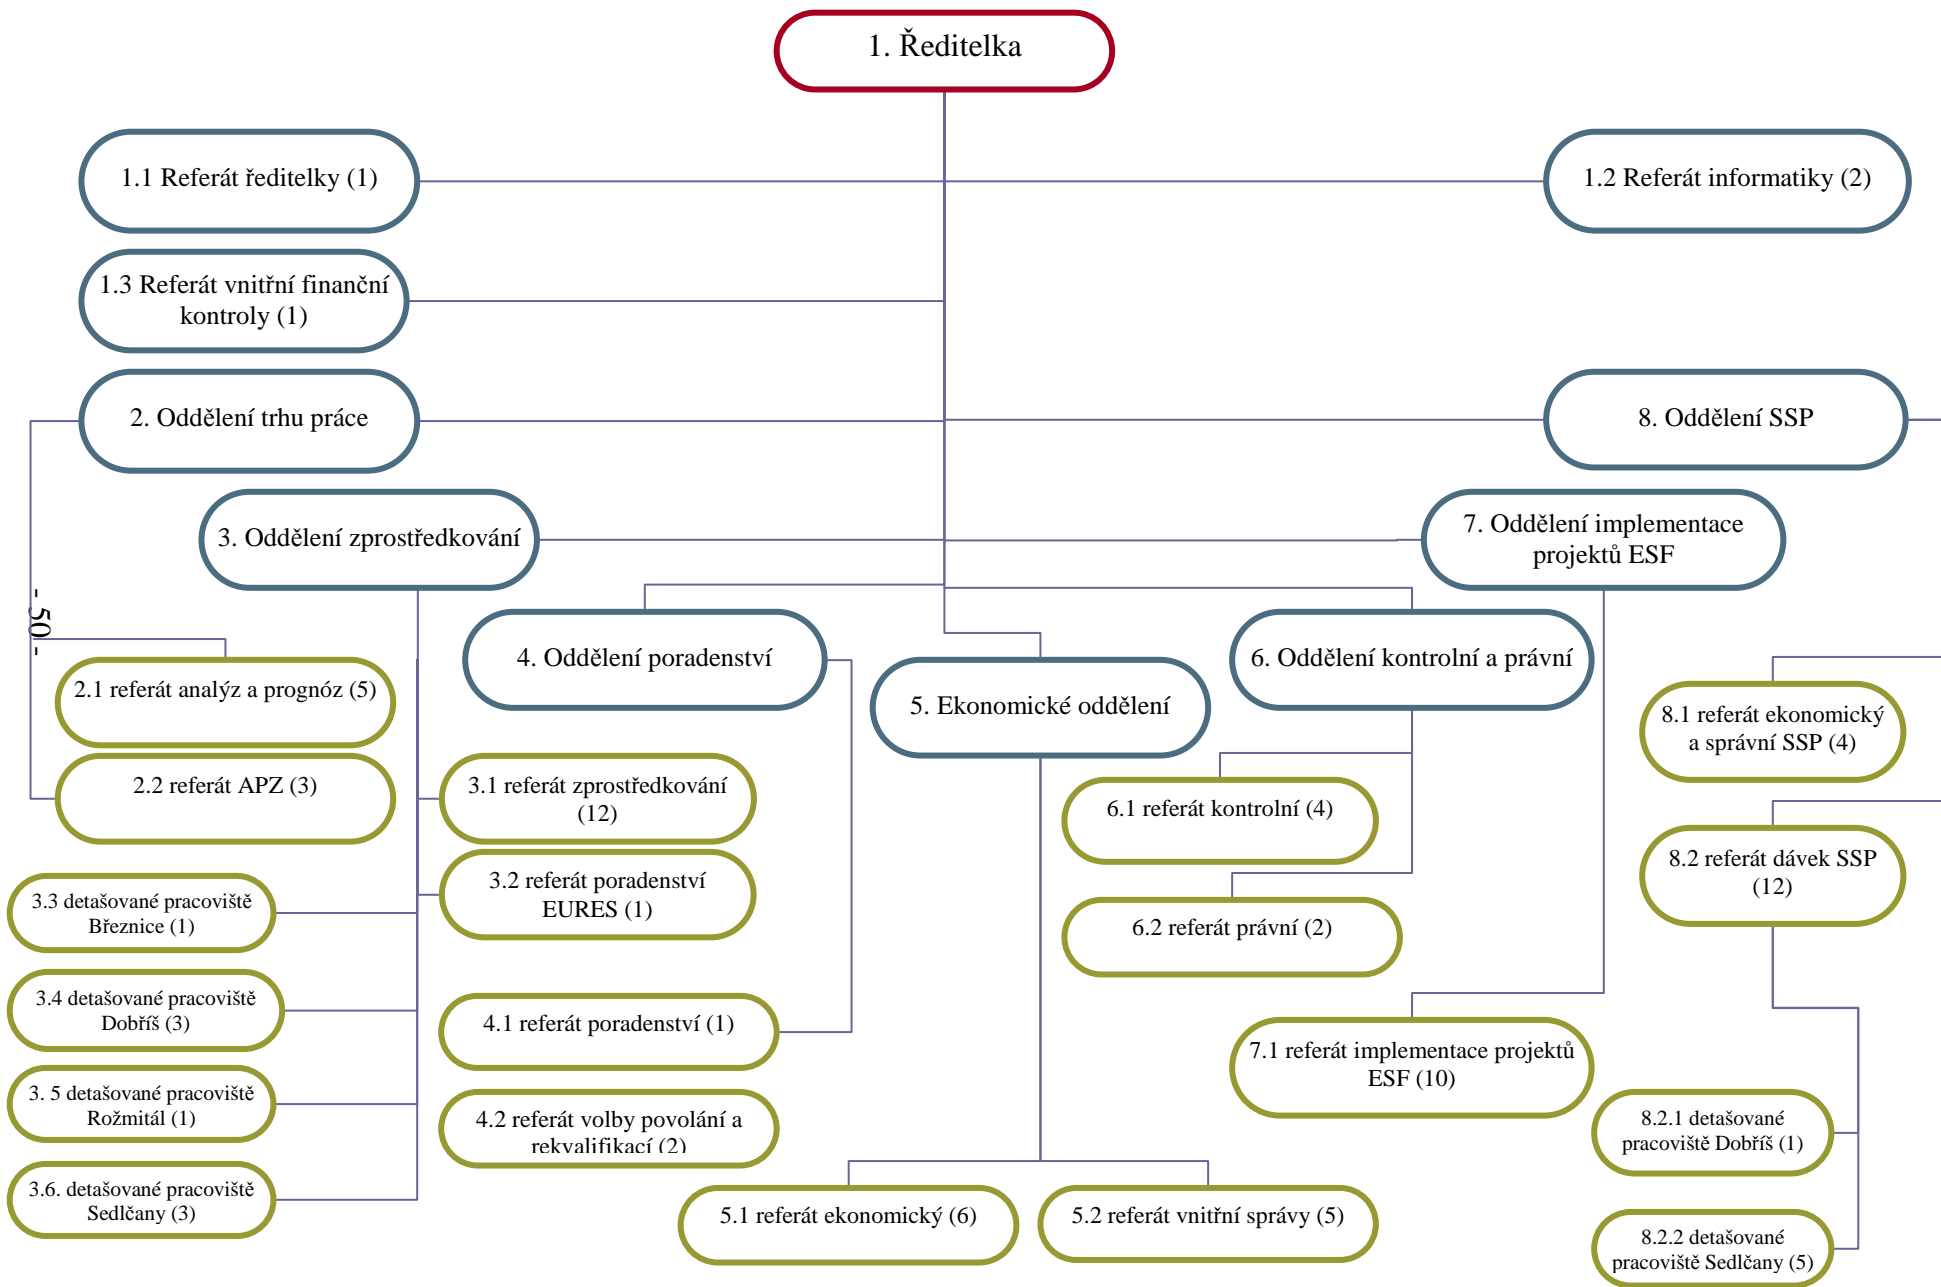 1. Ředitelka
1.1 Referát ředitelky (1)
1.2 Referát informatiky (2)
1.3 Referát vnitřní finanční
kontroly (1)
2. Oddělení trhu práce
8. Oddělení SSP
3. Oddělení zprostředkování
7. Oddělení implementace
projektů ESF
- 50 -
4. Oddělení poradenství
6. Oddělení kontrolní a právní
5. Ekonomické oddělení
2.1 referát analýz a prognóz (5)
8.1 referát ekonomický
a správní SSP (4)
2.2 referát APZ (3)
3.1 referát zprostředkování
(12)
6.1 referát kontrolní (4)
8.2 referát dávek SSP
(12)
3.2 referát poradenství
EURES (1)
3.3 detašované pracoviště
Březnice (1)
6.2 referát právní (2)
3.4 detašované pracoviště
Dobříš (3)
4.1 referát poradenství (1)
7.1 referát implementace projektů
ESF (10)
3. 5 detašované pracoviště
Rožmitál (1)
4.2 referát volby povolání a
rekvalifikací (2)
8.2.1 detašované
pracoviště Dobříš (1)
3.6. detašované pracoviště
Sedlčany (3)
5.1 referát ekonomický (6)
5.2 referát vnitřní správy (5)
8.2.2 detašované
pracoviště Sedlčany (5)